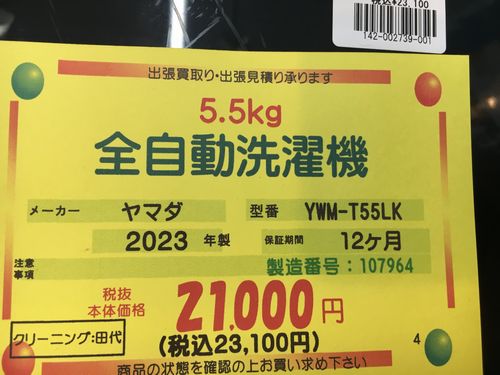 税込¥23,100
142-002739-001
出張買取り・出張見積り承ります
5.5kg
全自動洗濯機
メーカー ヤマダ 型番 YWM-T55LK
2023 年製 保証期間 12ケ月
注意
事項
製造番号：107964
税抜
本体価格 21,000円
クリーニング:田代 (税込23,100円) 4
商品の状態を確認の上お買い求め下さい